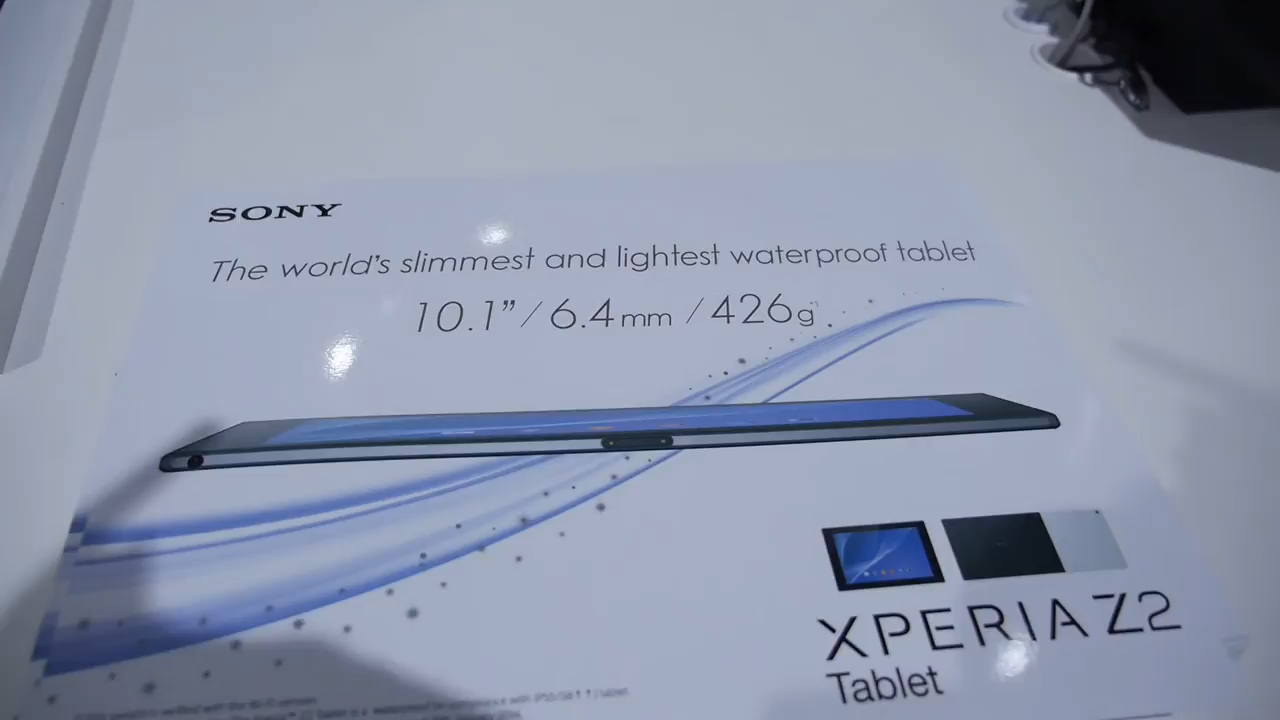 SONY
The world's slimmest and lightest waterproof tablet
10.1" / 6.4mm / 426g
XPERIA Z2
Tablet